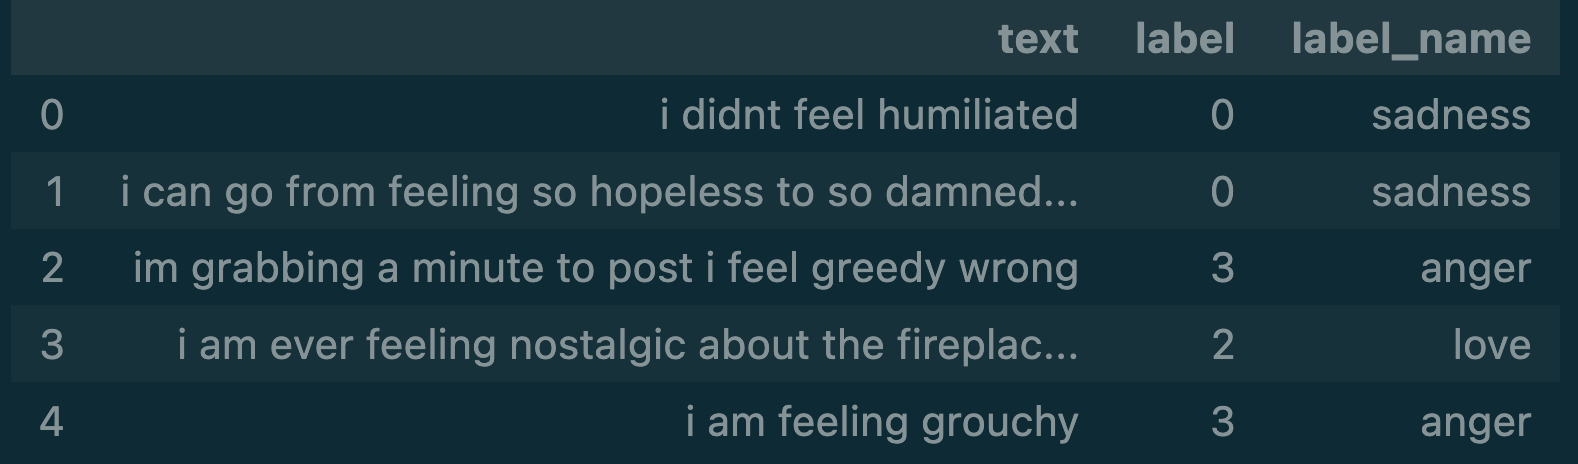 text label label_name
0 i didnt feel humiliated 0 sadness
1 i can go from feeling so hopeless to so damned... 0 sadness
2 im grabbing a minute to post i feel greedy wrong 3 anger
3 i am ever feeling nostalgic about the fireplac... 2 love
4 i am feeling grouchy 3 anger